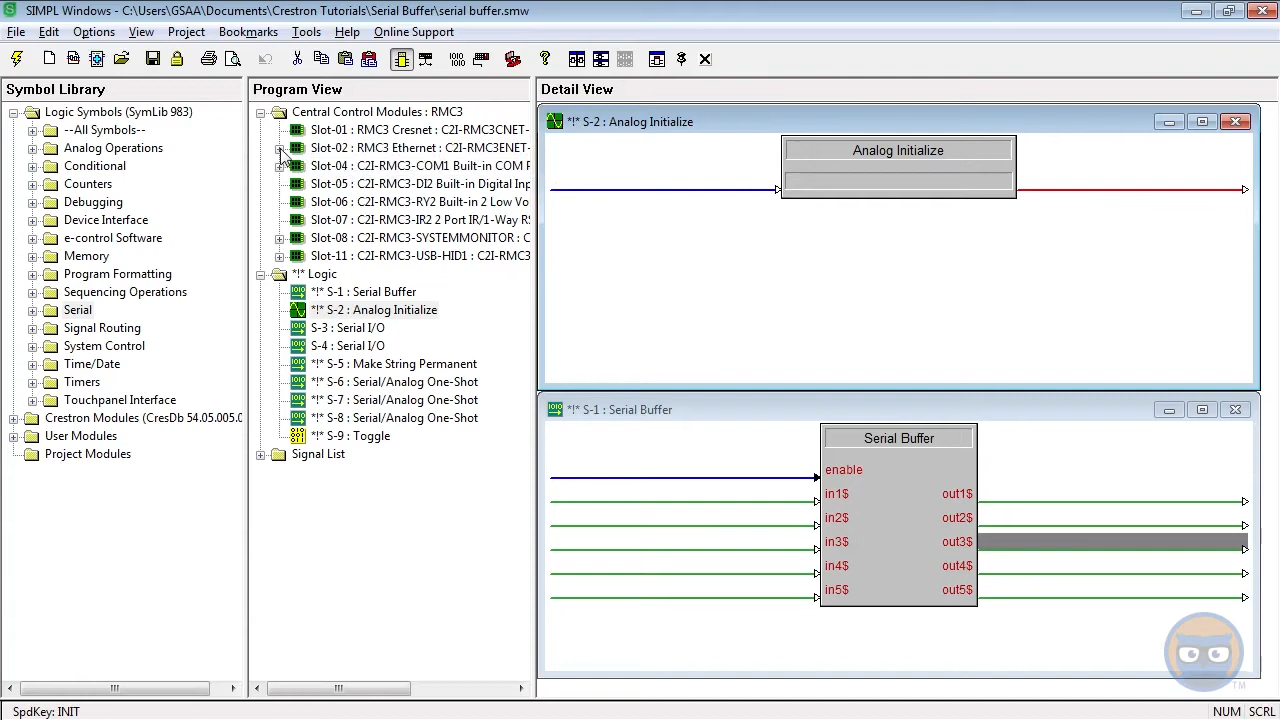 SIMPL Windows - C:\Users\GSAA\Documents\Crestron Tutorials\Serial Buffer\serial buffer.smw
File Edit Options View Project Bookmarks Tools Help Online Support
Symbol Library
Logic Symbols (SymLib 983)
--All Symbols--
Analog Operations
Conditional
Counters
Debugging
Device Interface
e-control Software
Memory
Program Formatting
Sequencing Operations
Serial
Signal Routing
System Control
Time/Date
Timers
Touchpanel Interface
Crestron Modules (CresDb 54.05.005.0
User Modules
Project Modules
Program View
Central Control Modules : RMC3
Slot-01 : RMC3 Cresnet : C2I-RMC3CNET-
Slot-02 : RMC3 Ethernet : C2I-RMC3ENET-
Slot-04 : C2I-RMC3-COM1 Built-in COM P
Slot-05 : C2I-RMC3-DI2 Built-in Digital Inp
Slot-06 : C2I-RMC3-RY2 Built-in 2 Low Vo
Slot-07 : C2I-RMC3-IR2 2 Port IR/1-Way RS
Slot-08 : C2I-RMC3-SYSTEMMONITOR : C
Slot-11 : C2I-RMC3-USB-HID1 : C2I-RMC3
*!* Logic
*!* S-1 : Serial Buffer
*!* S-2 : Analog Initialize
S-3 : Serial I/O
S-4 : Serial I/O
*!* S-5 : Make String Permanent
*!* S-6 : Serial/Analog One-Shot
*!* S-7 : Serial/Analog One-Shot
*!* S-8 : Serial/Analog One-Shot
*!* S-9 : Toggle
Signal List
Detail View
*!* S-2 : Analog Initialize
Analog Initialize
*!* S-1 : Serial Buffer
Serial Buffer
enable
in1$ out1$
in2$ out2$
in3$ out3$
in4$ out4$
in5$ out5$
TM
SpdKey: INIT
NUM SCRL